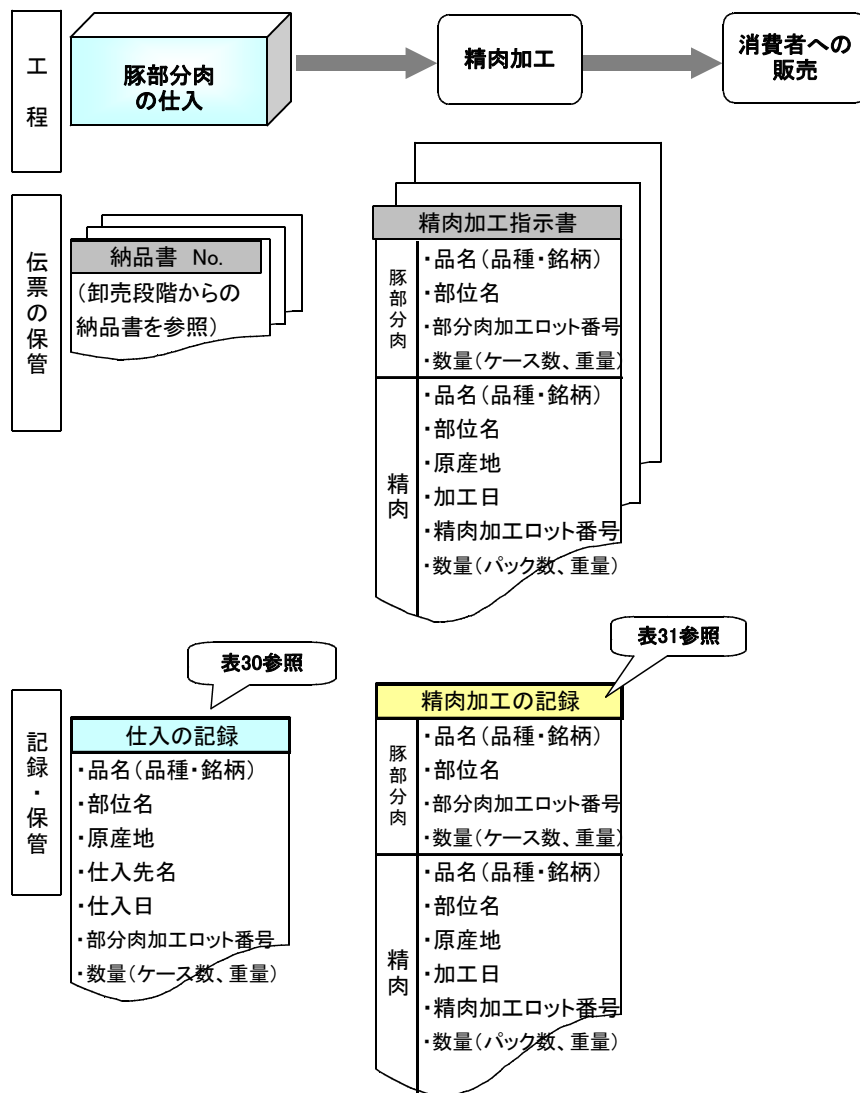 工程
豚部分肉
の仕入
精肉加工
消費者への
販売
伝票の保管
納品書 No.
(卸売段階からの
納品書を参照)
精肉加工指示書
豚部分肉
・品名(品種・銘柄)
・部位名
・部分肉加工ロット番号
・数量(ケース数、重量)
精肉
・品名(品種・銘柄)
・部位名
・原産地
・加工日
・精肉加工ロット番号
・数量(パック数、重量)
記録・保管
表30参照
仕入の記録
・品名(品種・銘柄)
・部位名
・原産地
・仕入先名
・仕入日
・部分肉加工ロット番号
・数量(ケース数、重量)
表31参照
精肉加工の記録
豚部分肉
・品名(品種・銘柄)
・部位名
・部分肉加工ロット番号
・数量(ケース数、重量)
精肉
・品名(品種・銘柄)
・部位名
・原産地
・加工日
・精肉加工ロット番号
・数量(パック数、重量)